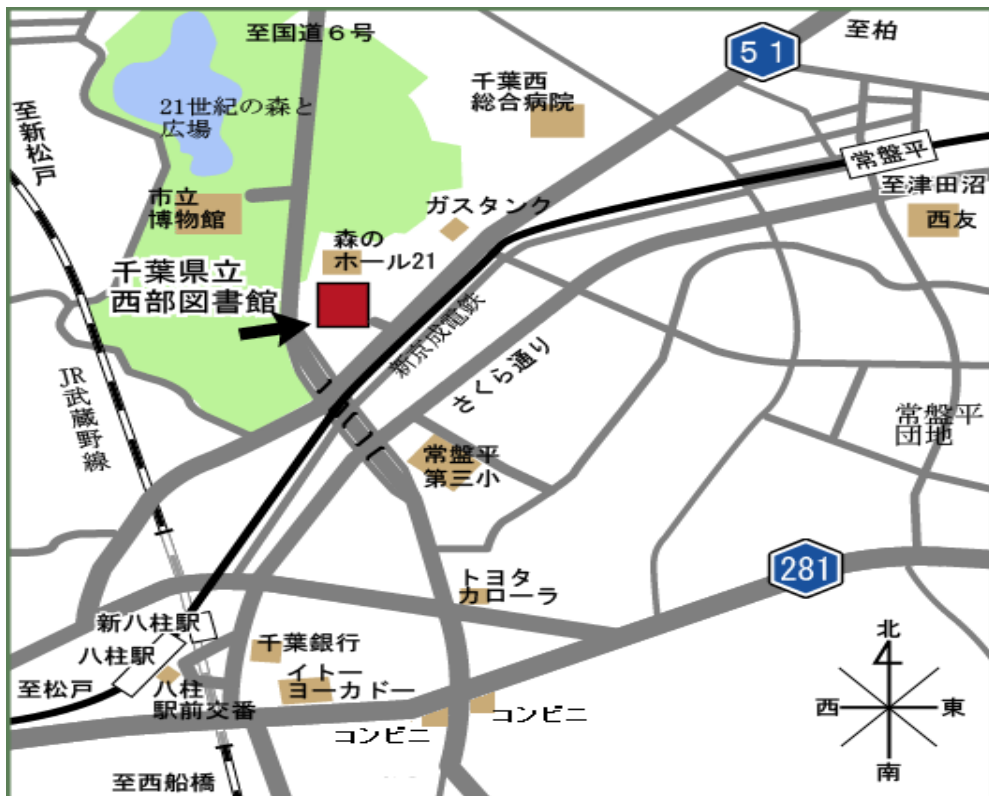 至国道６号
至柏
５１
千葉西
総合病院
21世紀の森と
広場
至新松戸
常盤平
至津田沼
西友
市立
博物館
ガスタンク
森の
ホール21
千葉県立
西部図書館
新京成電鉄
さくら通り
JR武蔵野線
常盤平
団地
常盤平
第三小
281
トヨタ
カローラ
新八柱駅
八柱駅
千葉銀行
至松戸
八柱
駅前交番
イトー
ヨーカドー
コンビニ
コンビニ
至西船橋
北
西
東
南